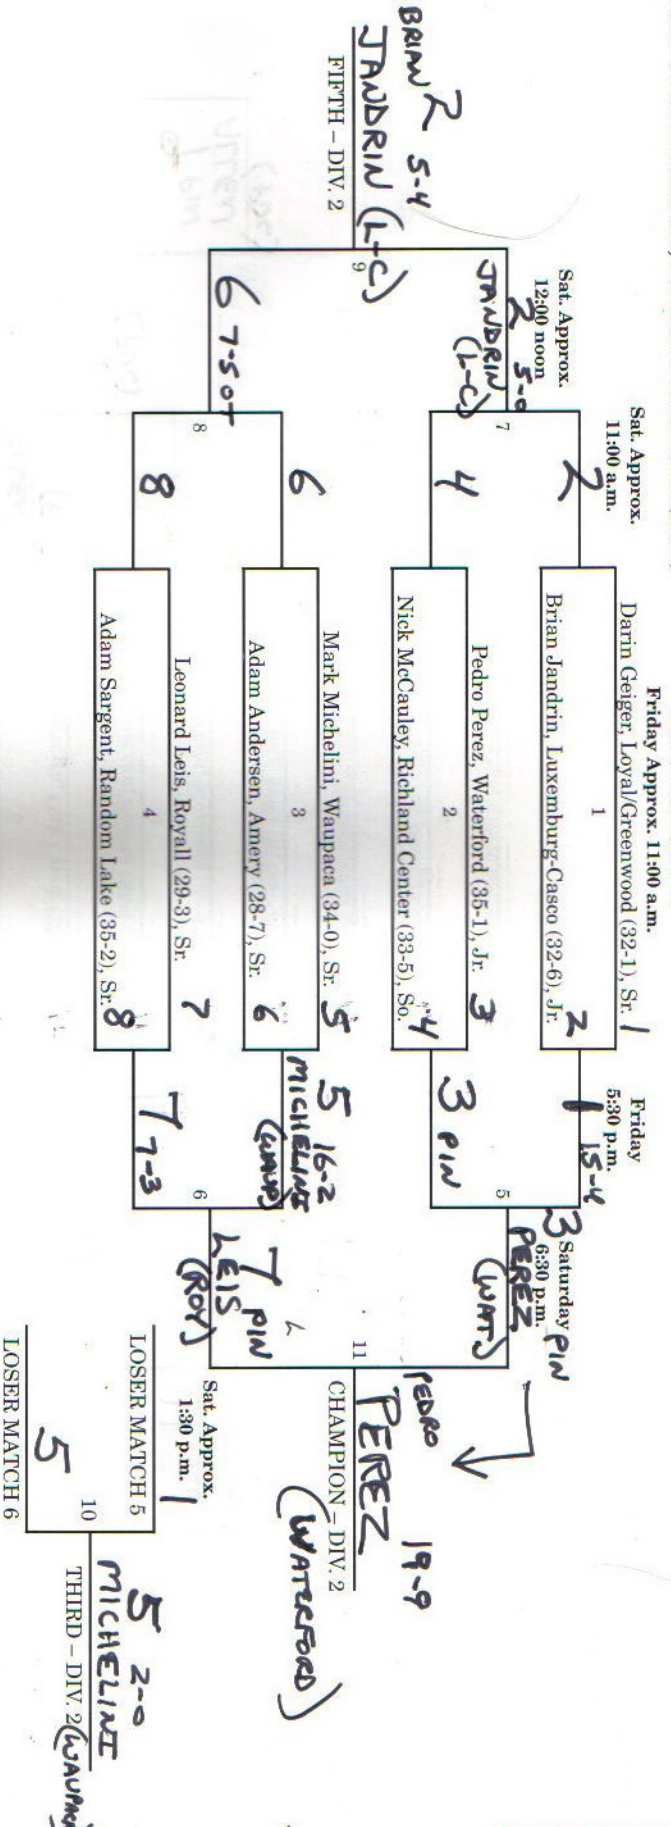 Friday Approx. 11:00 a.m.
Darin Geiger, Loyal/Greenwood (32-1), Sr. 1
1
Brian Jandrin, Luxemburg-Casco (32-6), Jr. 2
Pedro Perez, Waterford (35-1), Jr. 3
2
Nick McCauley, Richland Center (33-5), So. 4
Mark Michelini, Waupaca (34-0), Sr. 5
3
Adam Andersen, Amery (28-7), Sr. 6
Leonard Leis, Royall (29-3), Sr. 7
4
Adam Sargent, Random Lake (35-2), Sr. 8
Friday
5:30 p.m.
1 15-4
5
3 PIN
5 16-2
MICHELINI
(WAUP)
6
7 7-3
Saturday
6:30 p.m.
3 PIN
PEREZ
(WAT.)
11
7 PIN
LEIS
(ROY)
PEDRO
PEREZ 19-9
CHAMPION – DIV. 2
(WATERFORD)
Sat. Approx.
1:30 p.m.
1
LOSER MATCH 5
10
5
LOSER MATCH 6
5 2-0
MICHELINI
THIRD – DIV. 2 (WAUPACA)
Sat. Approx.
11:00 a.m.
2
7
4
6
8
8
Sat. Approx.
12:00 noon
2 5-0
JANDRIN
(L-C)
9
6 7-5 OT
BRIAN 2 5-4
JANDRIN (L-C)
FIFTH – DIV. 2